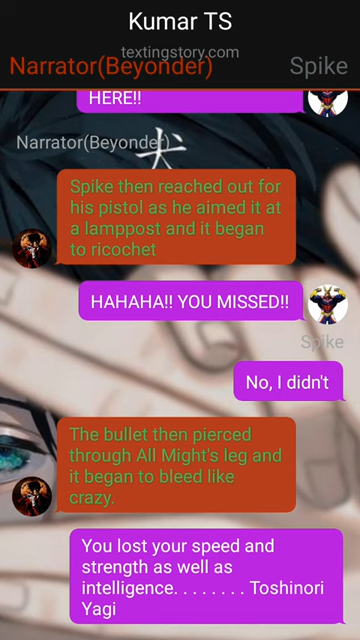 Kumar TS
textingstory.com
Narrator(Beyonder)
Spike
HERE!!
Narrator(Beyonder)
犬
Spike then reached out for
his pistol as he aimed it at
a lamppost and it began
to ricochet
HAHAHA!! YOU MISSED!!
Spike
No, I didn't
The bullet then pierced
through All Might's leg and
it began to bleed like
crazy.
You lost your speed and
strength as well as
intelligence. . . . . . . . Toshinori
Yagi